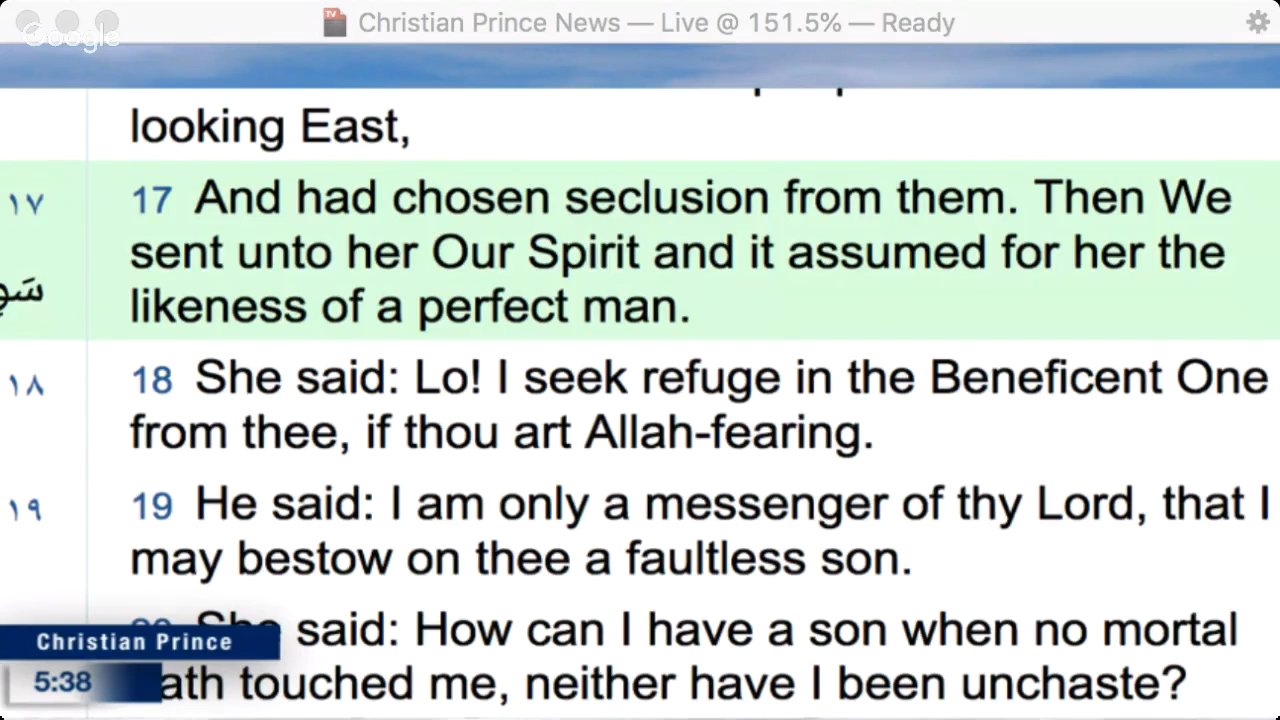 Christian Prince News — Live @ 151.5% — Ready
Google
looking East,
١٧
17 And had chosen seclusion from them. Then We
sent unto her Our Spirit and it assumed for her the
likeness of a perfect man.
١٨
18 She said: Lo! I seek refuge in the Beneficent One
from thee, if thou art Allah-fearing.
١٩
19 He said: I am only a messenger of thy Lord, that I
may bestow on thee a faultless son.
20 She said: How can I have a son when no mortal
ath touched me, neither have I been unchaste?
Christian Prince
5:38